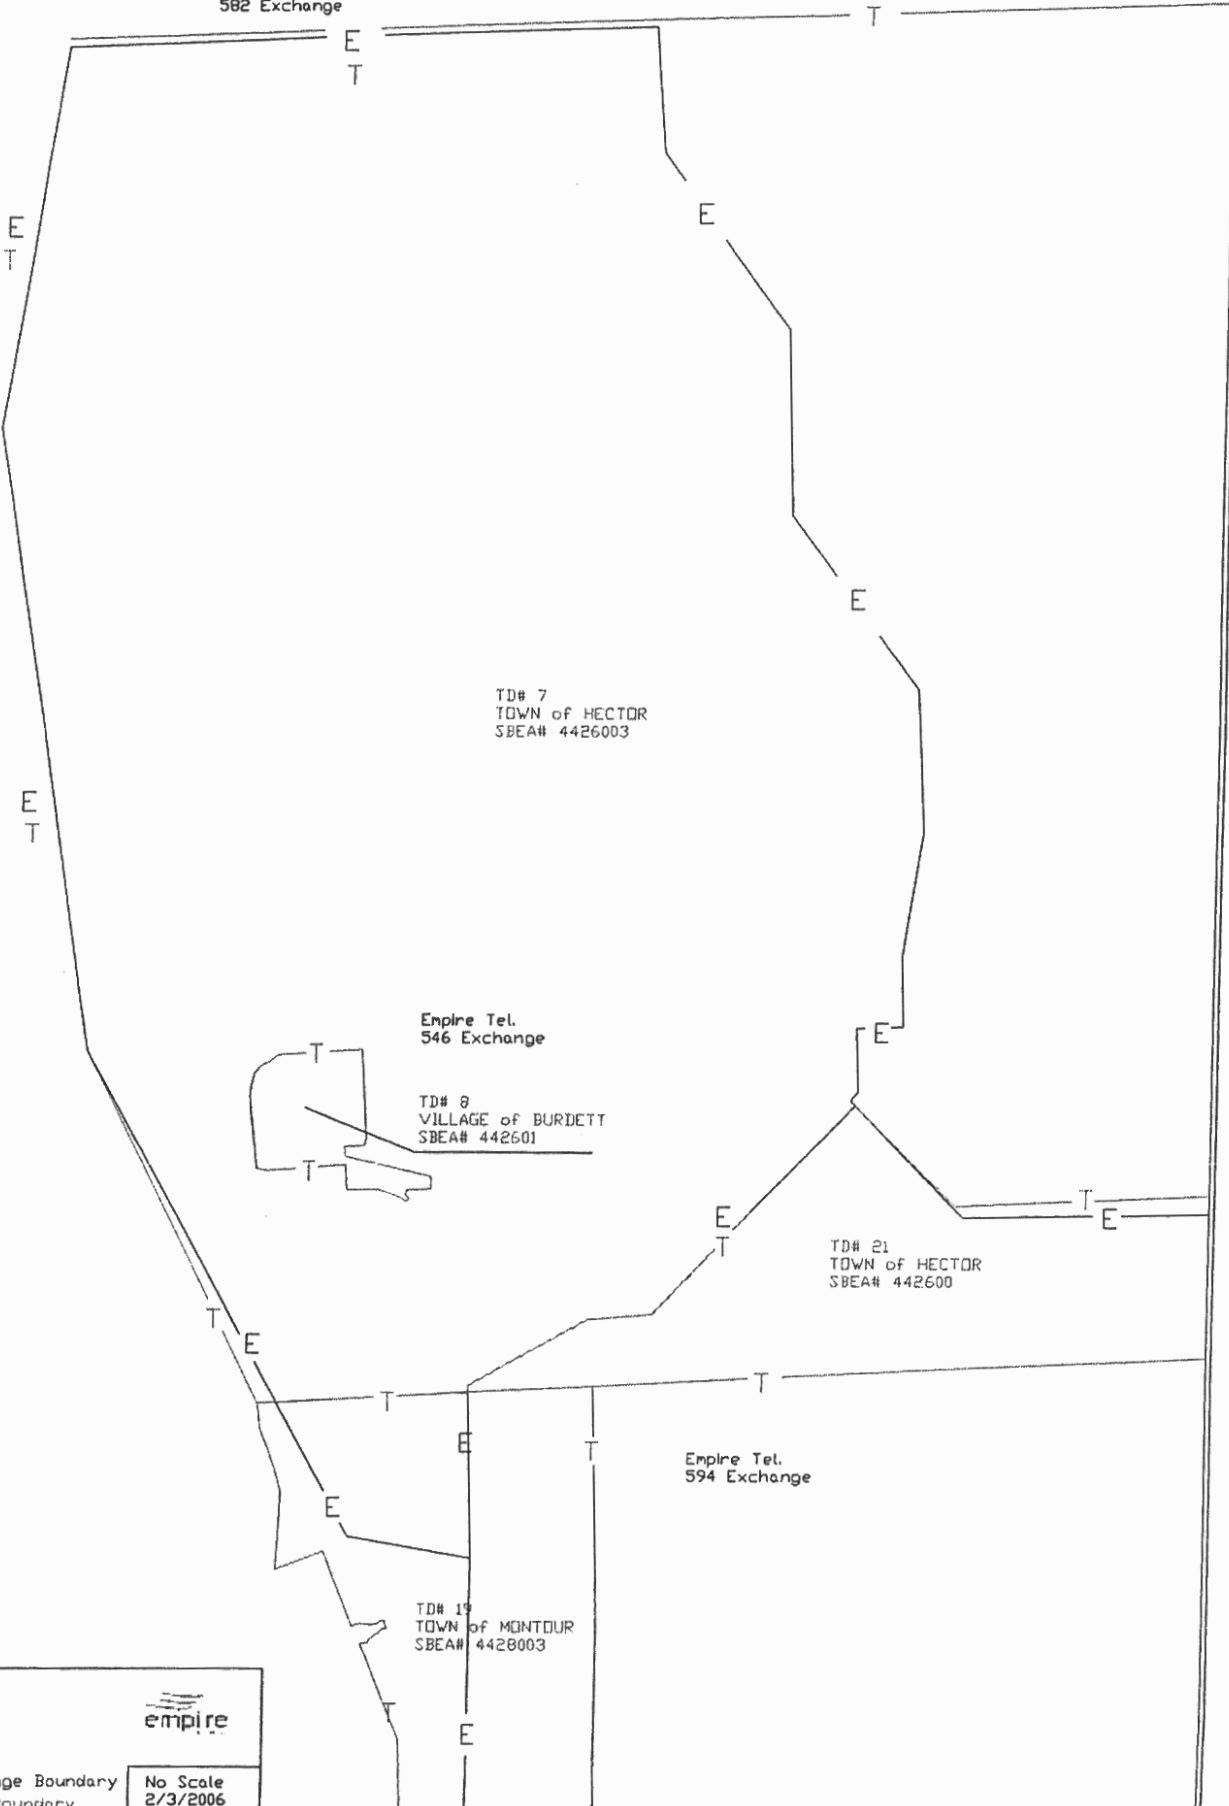 582 Exchange
T
E
T
E
E
T
E
TD# 7
TOWN of HECTOR
SBEA# 4426003
E
T
Empire Tel.
546 Exchange
E
T
TD# 8
VILLAGE of BURDETT
SBEA# 442601
T
T
E
E
T
TD# 21
TOWN of HECTOR
SBEA# 442600
T
E
T
T
E
T
Empire Tel.
594 Exchange
E
TD# 19
TOWN of MONTOUR
SBEA# 4428003
T
E
empire
ge Boundary
No Scale
oundary
2/3/2006